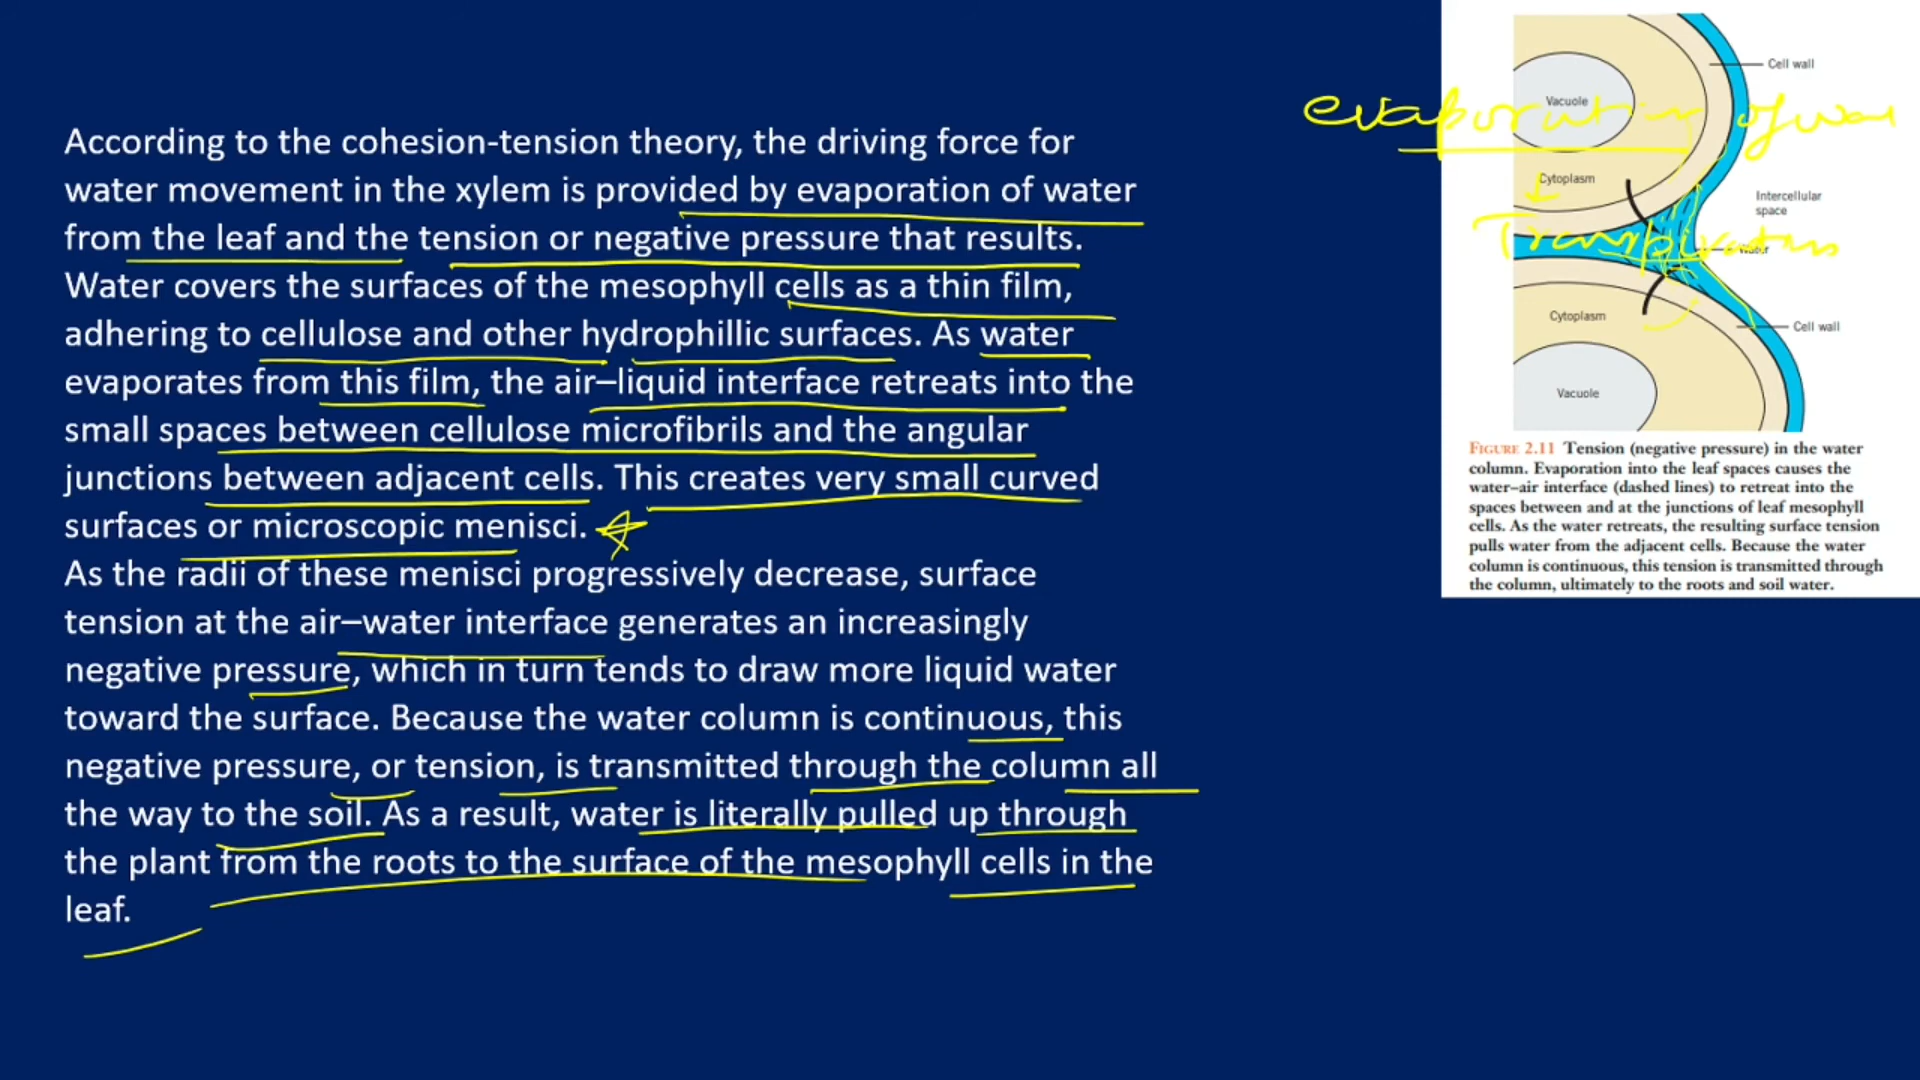 According to the cohesion-tension theory, the driving force for
water movement in the xylem is provided by evaporation of water
from the leaf and the tension or negative pressure that results.
Water covers the surfaces of the mesophyll cells as a thin film,
adhering to cellulose and other hydrophillic surfaces. As water
evaporates from this film, the air–liquid interface retreats into the
small spaces between cellulose microfibrils and the angular
junctions between adjacent cells. This creates very small curved
surfaces or microscopic menisci.
As the radii of these menisci progressively decrease, surface
tension at the air–water interface generates an increasingly
negative pressure, which in turn tends to draw more liquid water
toward the surface. Because the water column is continuous, this
negative pressure, or tension, is transmitted through the column all
the way to the soil. As a result, water is literally pulled up through
the plant from the roots to the surface of the mesophyll cells in the
leaf.
Cell wall
Vacuole
of wa
Cytoplasm
Intercellular
space
Water
Cytoplasm
Cell wall
Vacuole
FIGURE 2.11 Tension (negative pressure) in the water
column. Evaporation into the leaf spaces causes the
water–air interface (dashed lines) to retreat into the
spaces between and at the junctions of leaf mesophyll
cells. As the water retreats, the resulting surface tension
pulls water from the adjacent cells. Because the water
column is continuous, this tension is transmitted through
the column, ultimately to the roots and soil water.